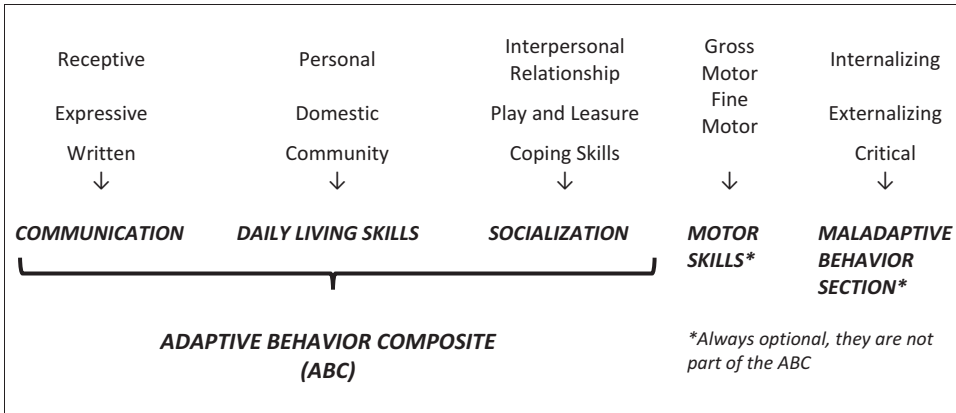 Receptive
Expressive
Written
↓
COMMUNICATION
Personal
Domestic
Community
↓
DAILY LIVING SKILLS
Interpersonal
Relationship
Play and Leasure
Coping Skills
↓
SOCIALIZATION
Gross
Motor
Fine
Motor
↓
MOTOR
SKILLS*
Internalizing
Externalizing
Critical
↓
MALADAPTIVE
BEHAVIOR
SECTION*
ADAPTIVE BEHAVIOR COMPOSITE
(ABC)
*Always optional, they are not
part of the ABC